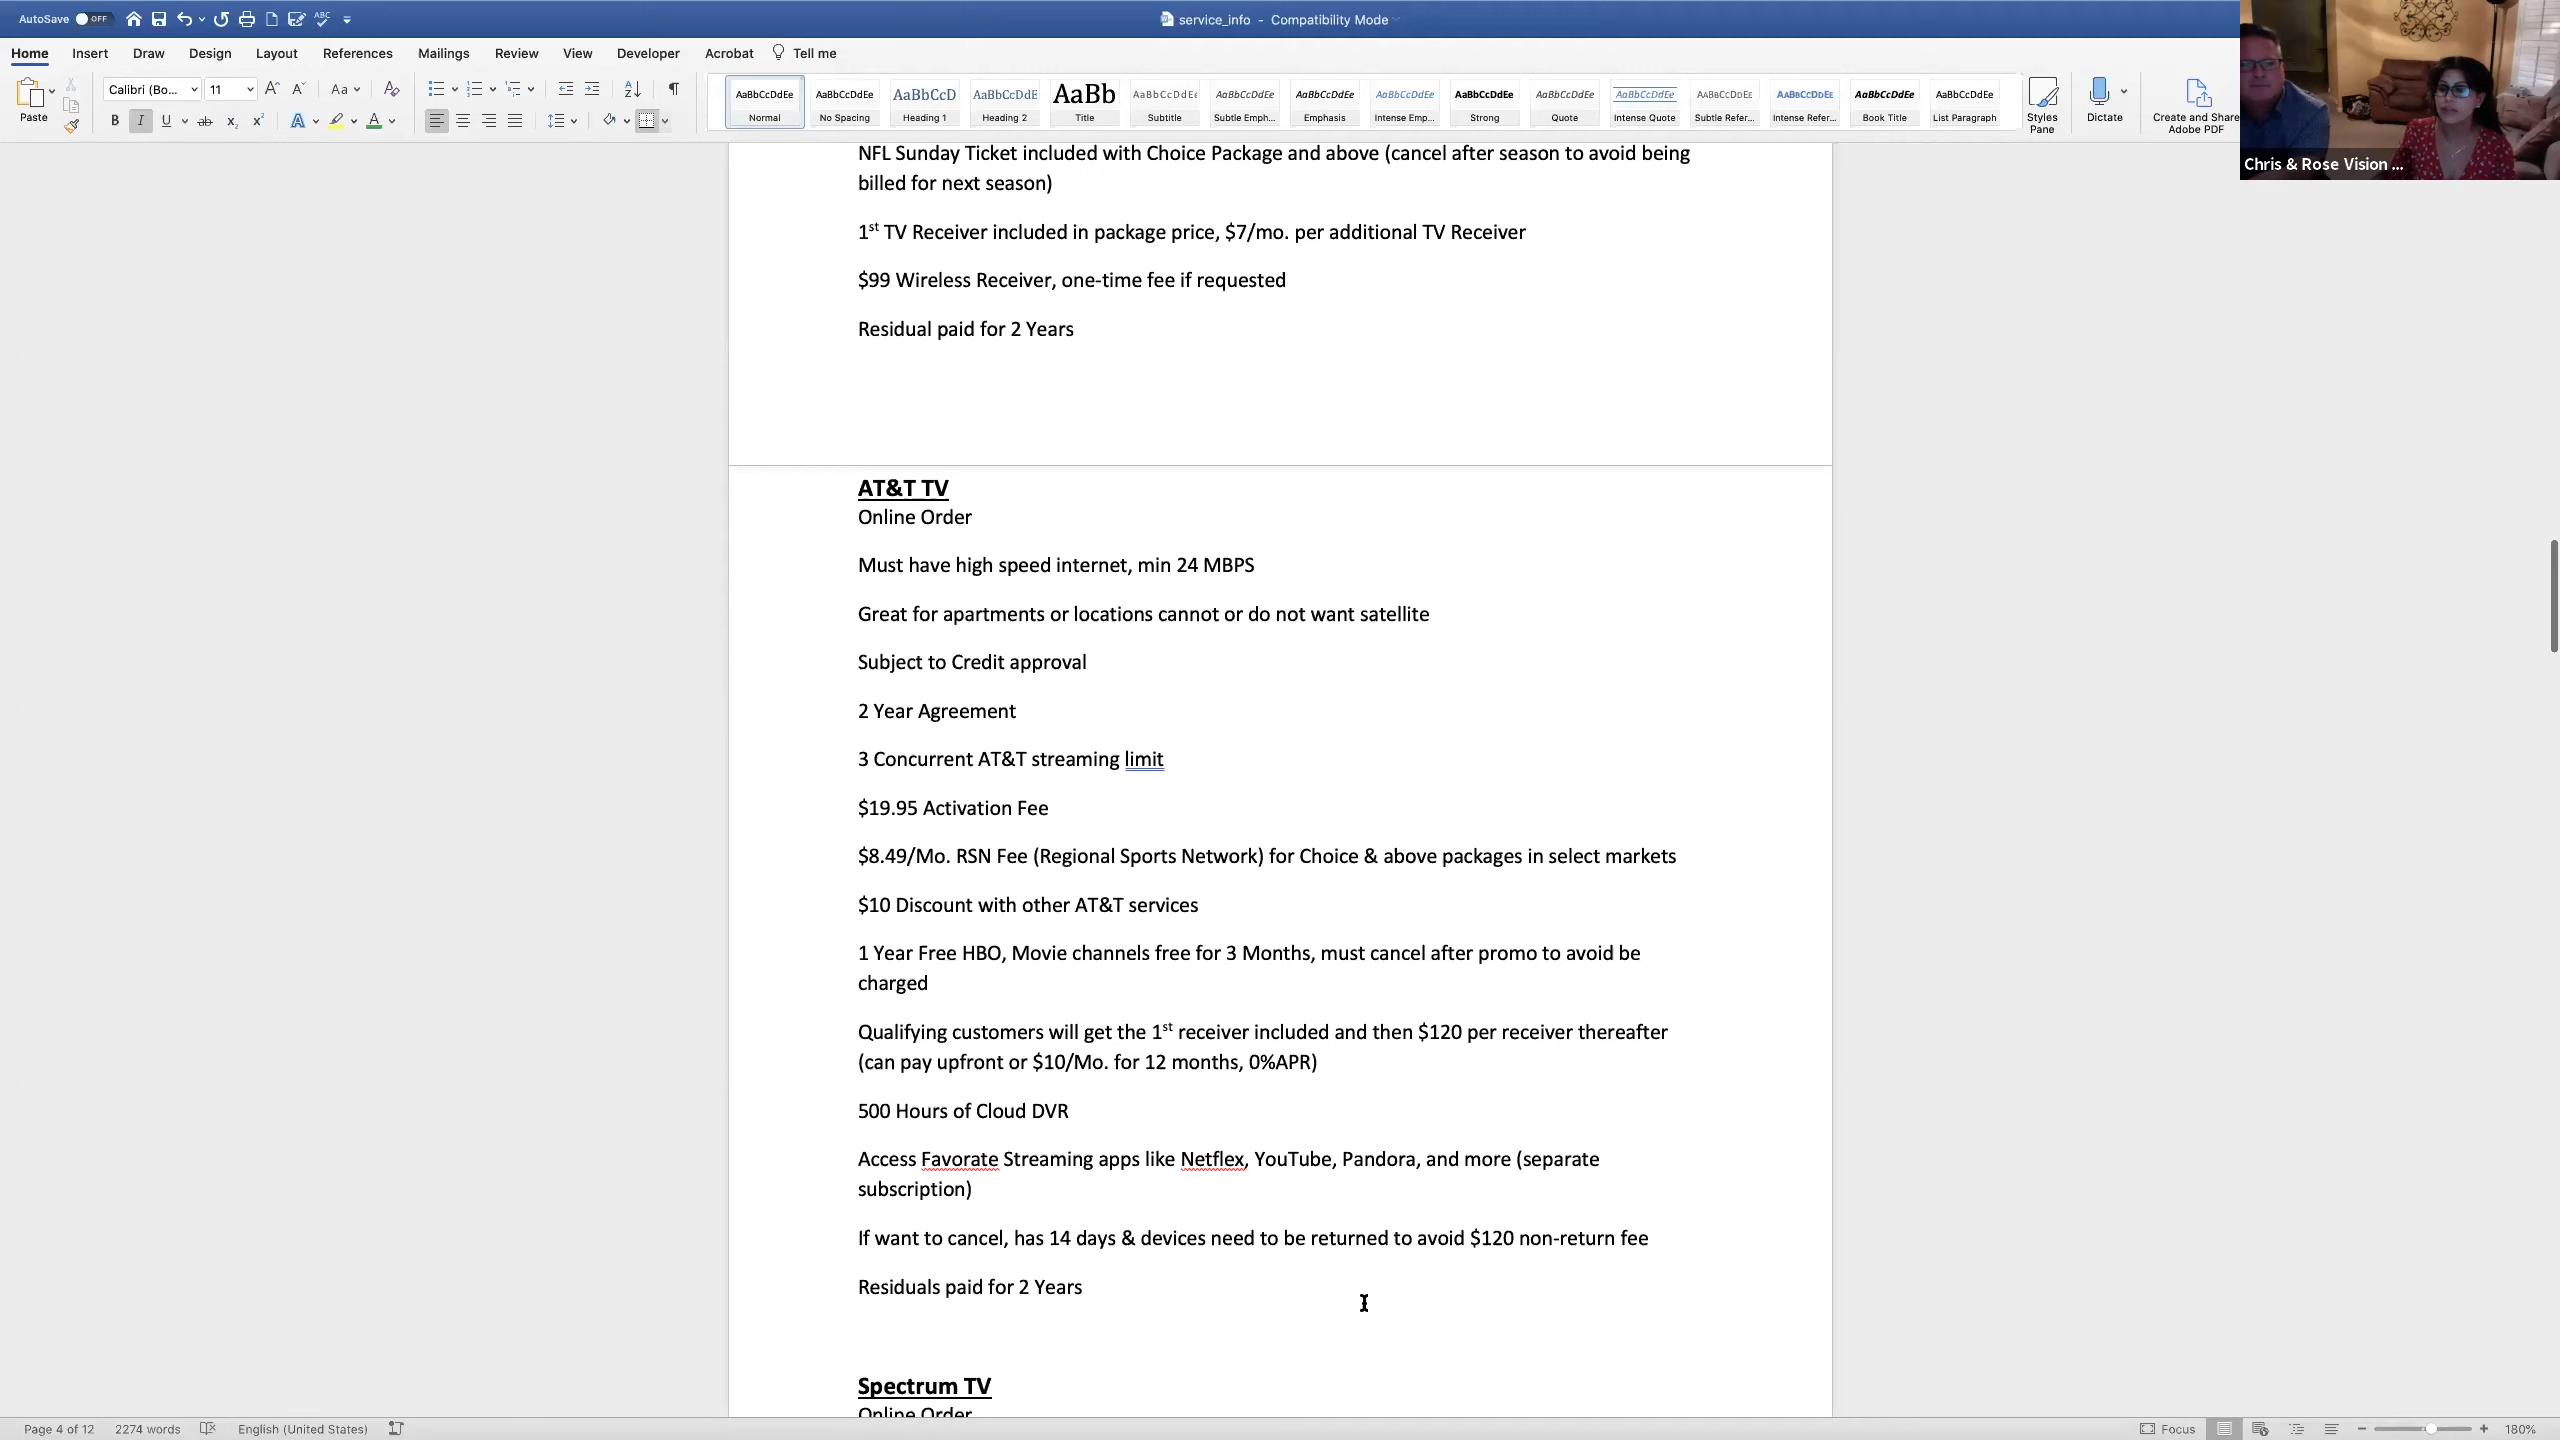 AutoSave OFF
service_info - Compatibility Mode
Home Insert Draw Design Layout References Mailings Review View Developer Acrobat Tell me
Paste
Calibri (Bo... 11
AaBbCcDdEe AaBbCcDdEe AaBbCcD AaBbCcDdE AaBb AaBbCcDdEe AaBbCcDdEe AaBbCcDdEe AaBbCcDdEe AaBbCcDdEe AaBbCcDdEe AaBbCcDdEe AaBbCcDdEe AaBbCcDdEe AaBbCcDdEe AaBbCcDdEe
Normal No Spacing Heading 1 Heading 2 Title Subtitle Subtle Emph... Emphasis Intense Emp... Strong Quote Intense Quote Subtle Refer... Intense Refer... Book Title List Paragraph
Styles Pane
Dictate
Create and Share
Adobe PDF
Chris & Rose Vision ...
NFL Sunday Ticket included with Choice Package and above (cancel after season to avoid being
billed for next season)
1st TV Receiver included in package price, $7/mo. per additional TV Receiver
$99 Wireless Receiver, one-time fee if requested
Residual paid for 2 Years
AT&T TV
Online Order
Must have high speed internet, min 24 MBPS
Great for apartments or locations cannot or do not want satellite
Subject to Credit approval
2 Year Agreement
3 Concurrent AT&T streaming limit
$19.95 Activation Fee
$8.49/Mo. RSN Fee (Regional Sports Network) for Choice & above packages in select markets
$10 Discount with other AT&T services
1 Year Free HBO, Movie channels free for 3 Months, must cancel after promo to avoid be
charged
Qualifying customers will get the 1st receiver included and then $120 per receiver thereafter
(can pay upfront or $10/Mo. for 12 months, 0%APR)
500 Hours of Cloud DVR
Access Favorate Streaming apps like Netflex, YouTube, Pandora, and more (separate
subscription)
If want to cancel, has 14 days & devices need to be returned to avoid $120 non-return fee
Residuals paid for 2 Years
Spectrum TV
Online Order
Page 4 of 12 2274 words English (United States) Focus 180%